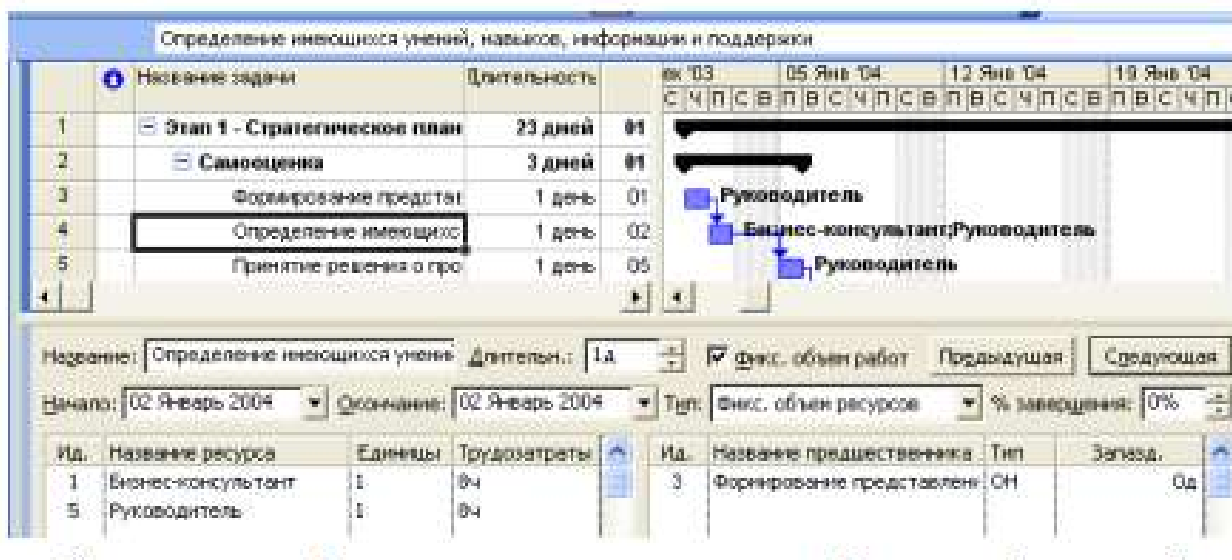 Определение имеющихся умений, навыков, информации и поддержки
Название задачи Длительность ек '03 05 Янв '04 12 Янв '04 19 Янв '04
С Ч П С В П В С Ч П С В П В С Ч П С В П В С Ч П
1 Этап 1 - Стратегическое план 23 дней 01
2 Самооценка 3 дней 01
3 Формирование представ 1 день 01 Руководитель
4 Определение имеющихс 1 день 02 Бизнес-консультант;Руководитель
5 Принятие решения о про 1 день 05 Руководитель
Название: Определение имеющихся умений Длительн.: 1д Фикс. объем работ Предыдущая Следующая
Начало: 02 Январь 2004 Окончание: 02 Январь 2004 Тип: Фикс. объем ресурсов % завершения: 0%
Ид. Название ресурса Единицы Трудозатраты Ид. Название предшественника Тип Запазд.
1 Бизнес-консультант 1 8ч 3 Формирование представлени ОН 0д
5 Руководитель 1 8ч